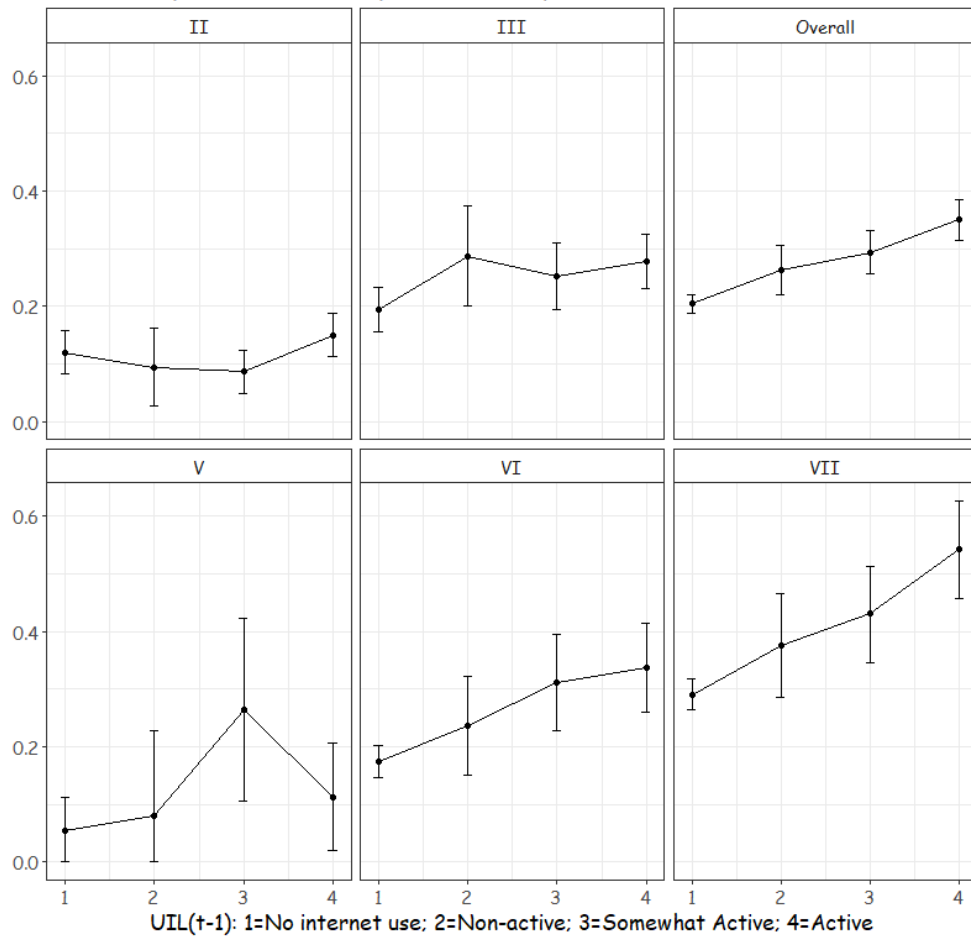 II III Overall
0.6
0.4
0.2
0.0
V VI VII
0.6
0.4
0.2
0.0
1 2 3 4 1 2 3 4 1 2 3 4
UIL(t-1): 1=No internet use; 2=Non-active; 3=Somewhat Active; 4=Active